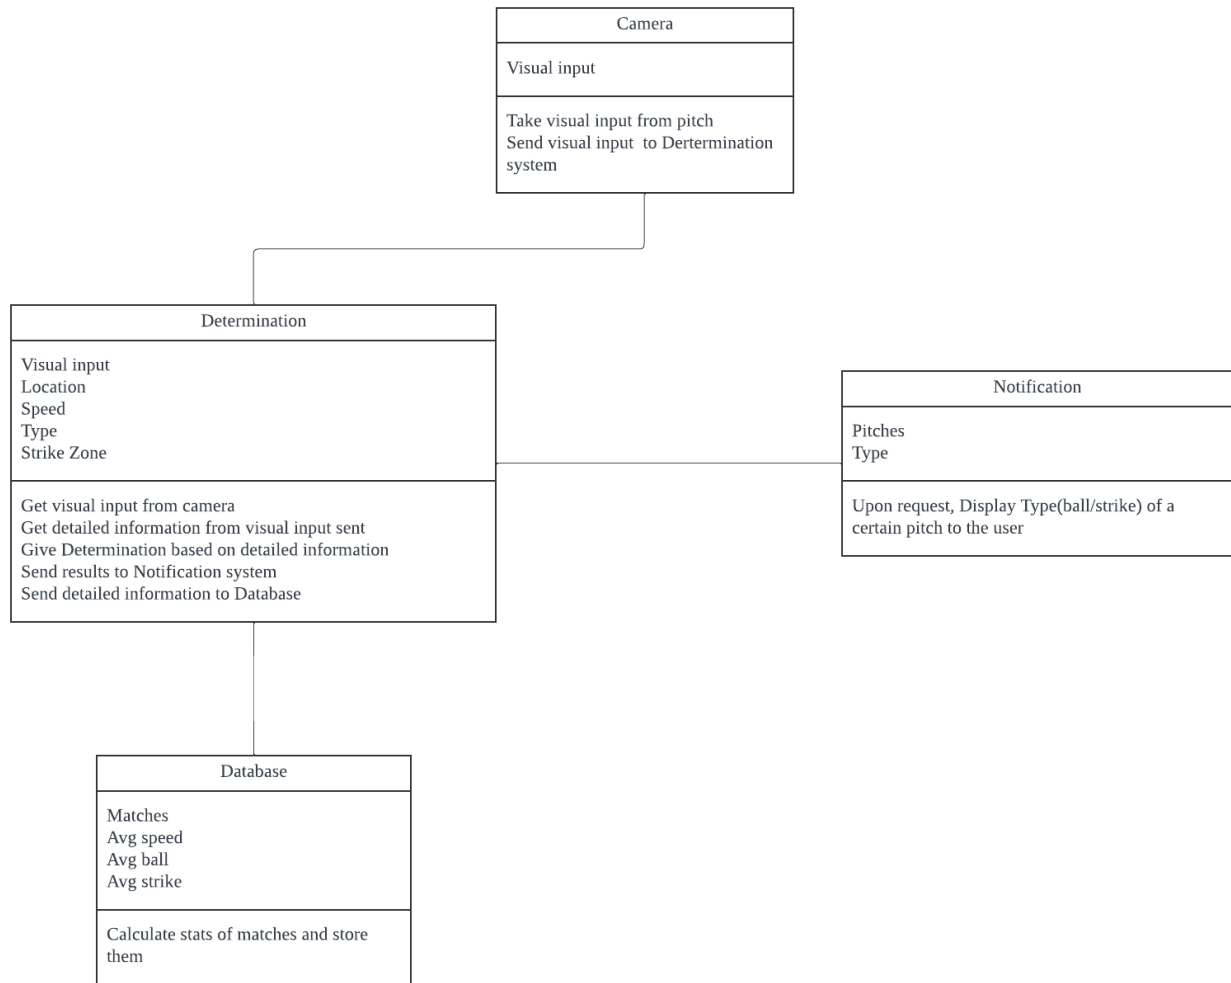 Camera
Visual input
Take visual input from pitch
Send visual input  to Dertermination
system
Determination
Visual input
Location
Speed
Type
Strike Zone
Get visual input from camera
Get detailed information from visual input sent
Give Determination based on detailed information
Send results to Notification system
Send detailed information to Database
Notification
Pitches
Type
Upon request, Display Type(ball/strike) of a
certain pitch to the user
Database
Matches
Avg speed
Avg ball
Avg strike
Calculate stats of matches and store
them